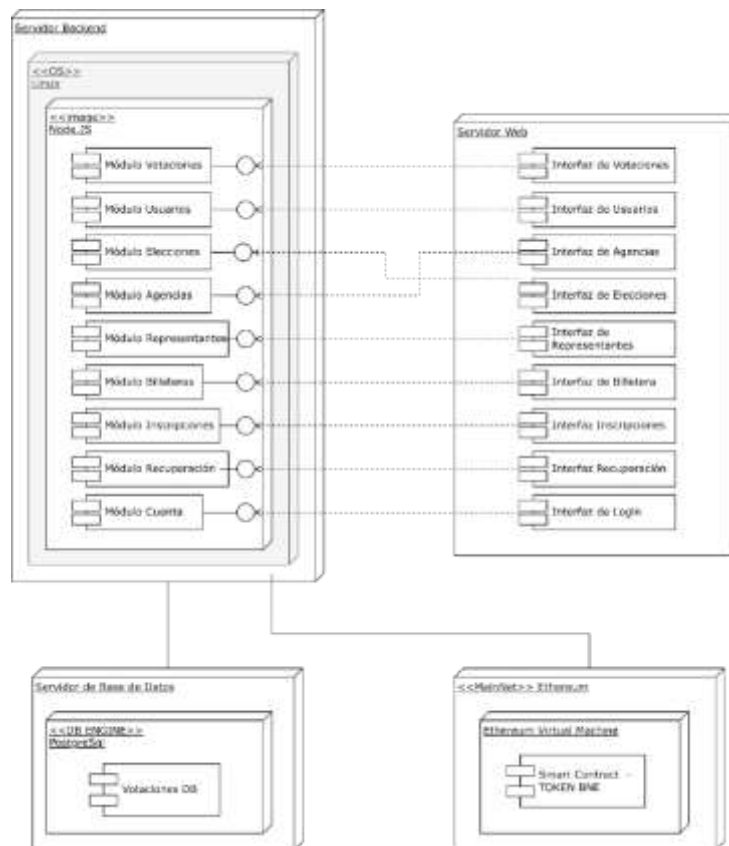 Servidor Backend
<<OS>>
Linux
<<image>>
Node.JS
Módulo Votaciones
Módulo Usuarios
Módulo Elecciones
Módulo Agencias
Módulo Representantes
Módulo Billeteras
Módulo Inscripciones
Módulo Recuperación
Módulo Cuenta
Servidor Web
Interfaz de Votaciones
Interfaz de Usuarios
Interfaz de Agencias
Interfaz de Elecciones
Interfaz de
Representantes
Interfaz de Billetera
Interfaz Inscripciones
Interfaz Recuperación
Interfaz de Login
Servidor de Base de Datos
<<DB ENGINE>>
PostgreSql
Votaciones DB
<<MainNet>> Ethereum
Ethereum Virtual Machine
Smart Contract -
TOKEN BNE